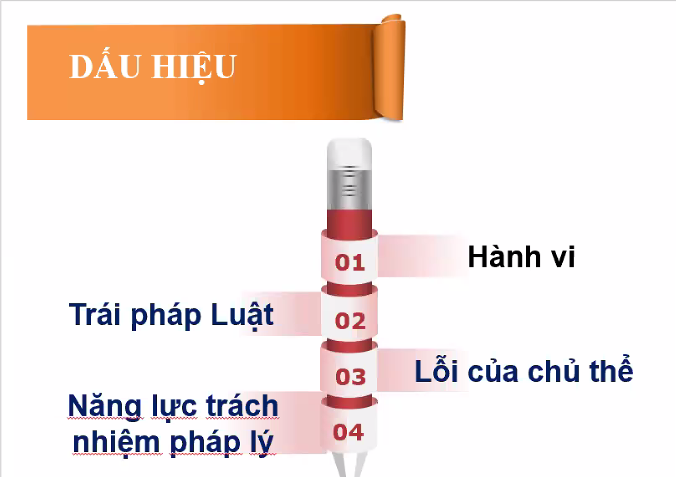 DẤU HIỆU
01
Hành vi
Trái pháp Luật
02
03
Lỗi của chủ thể
Năng lực trách
nhiệm pháp lý
04